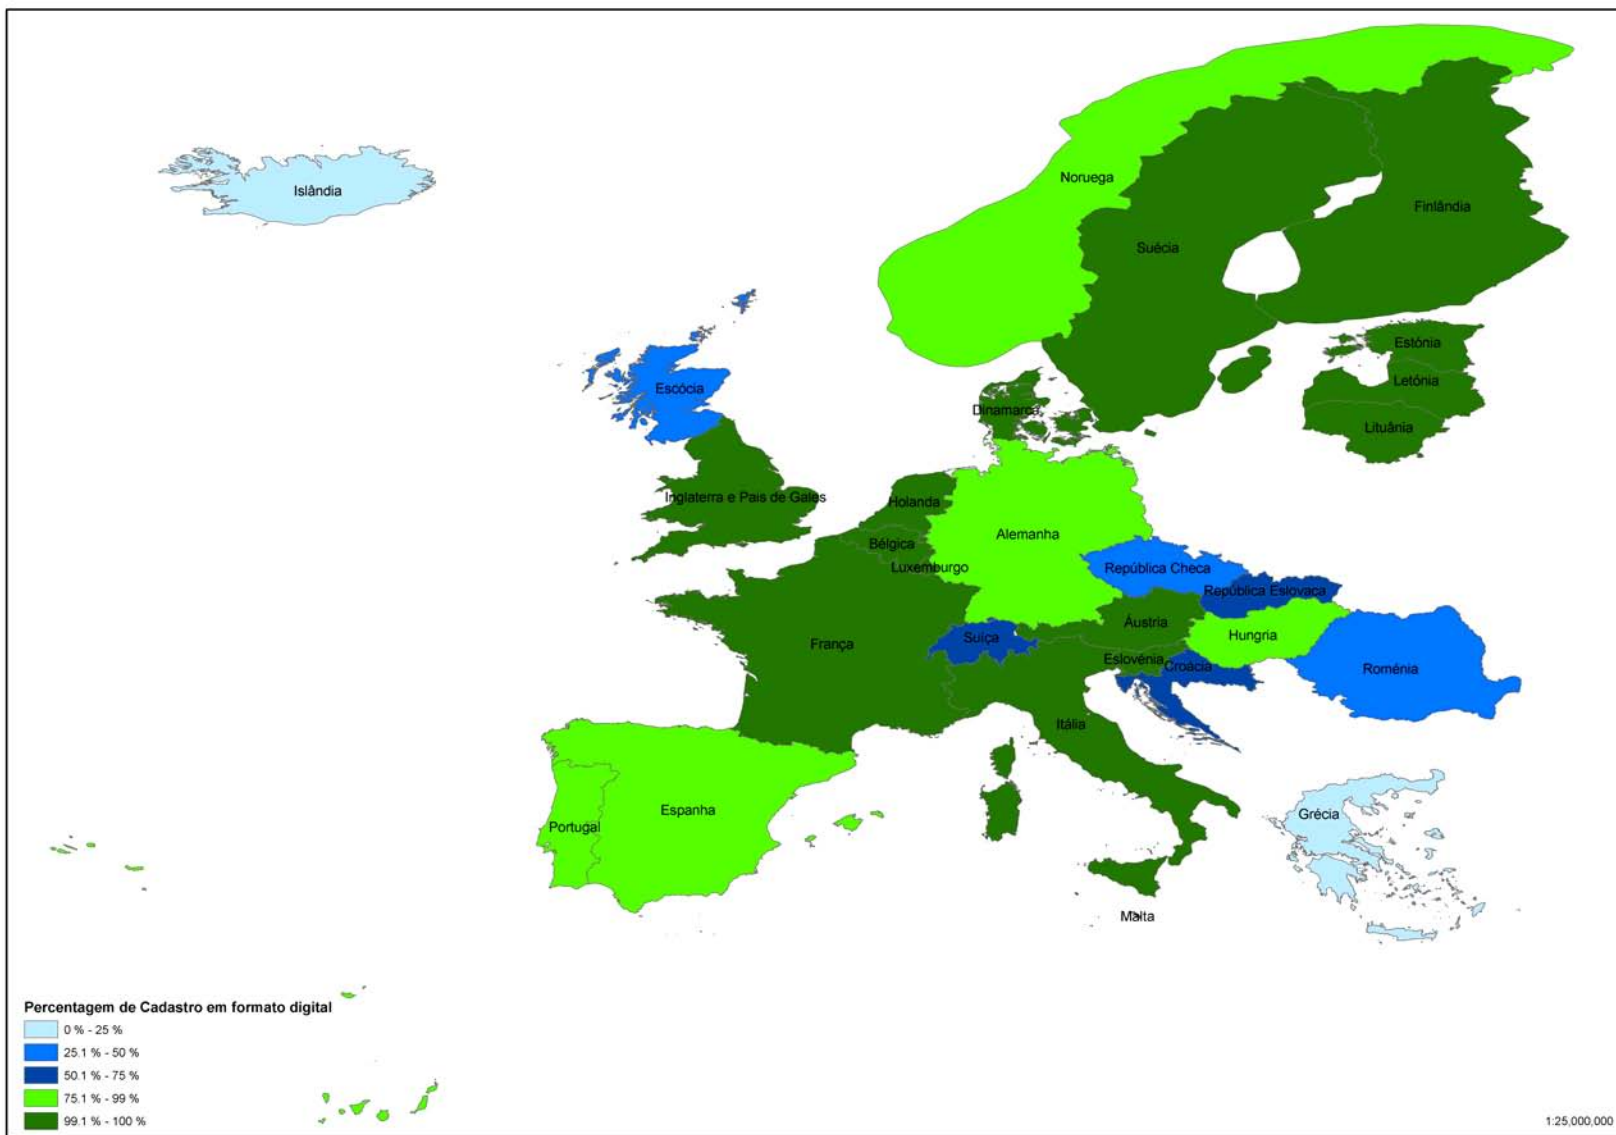 Islândia
Noruega
Finlândia
Suécia
Estónia
Letónia
Escócia
Dinamarca
Lituânia
Inglaterra e Pais de Gales
Holanda
Alemanha
Bélgica
Luxemburgo
República Checa
República Eslovaca
Áustria
Suíça
Hungria
França
Eslovénia
Croácia
Roménia
Itália
Espanha
Portugal
Grécia
Malta
Percentagem de Cadastro em formato digital
0 % - 25 %
25.1 % - 50 %
50.1 % - 75 %
75.1 % - 99 %
99.1 % - 100 %
1:25,000,000